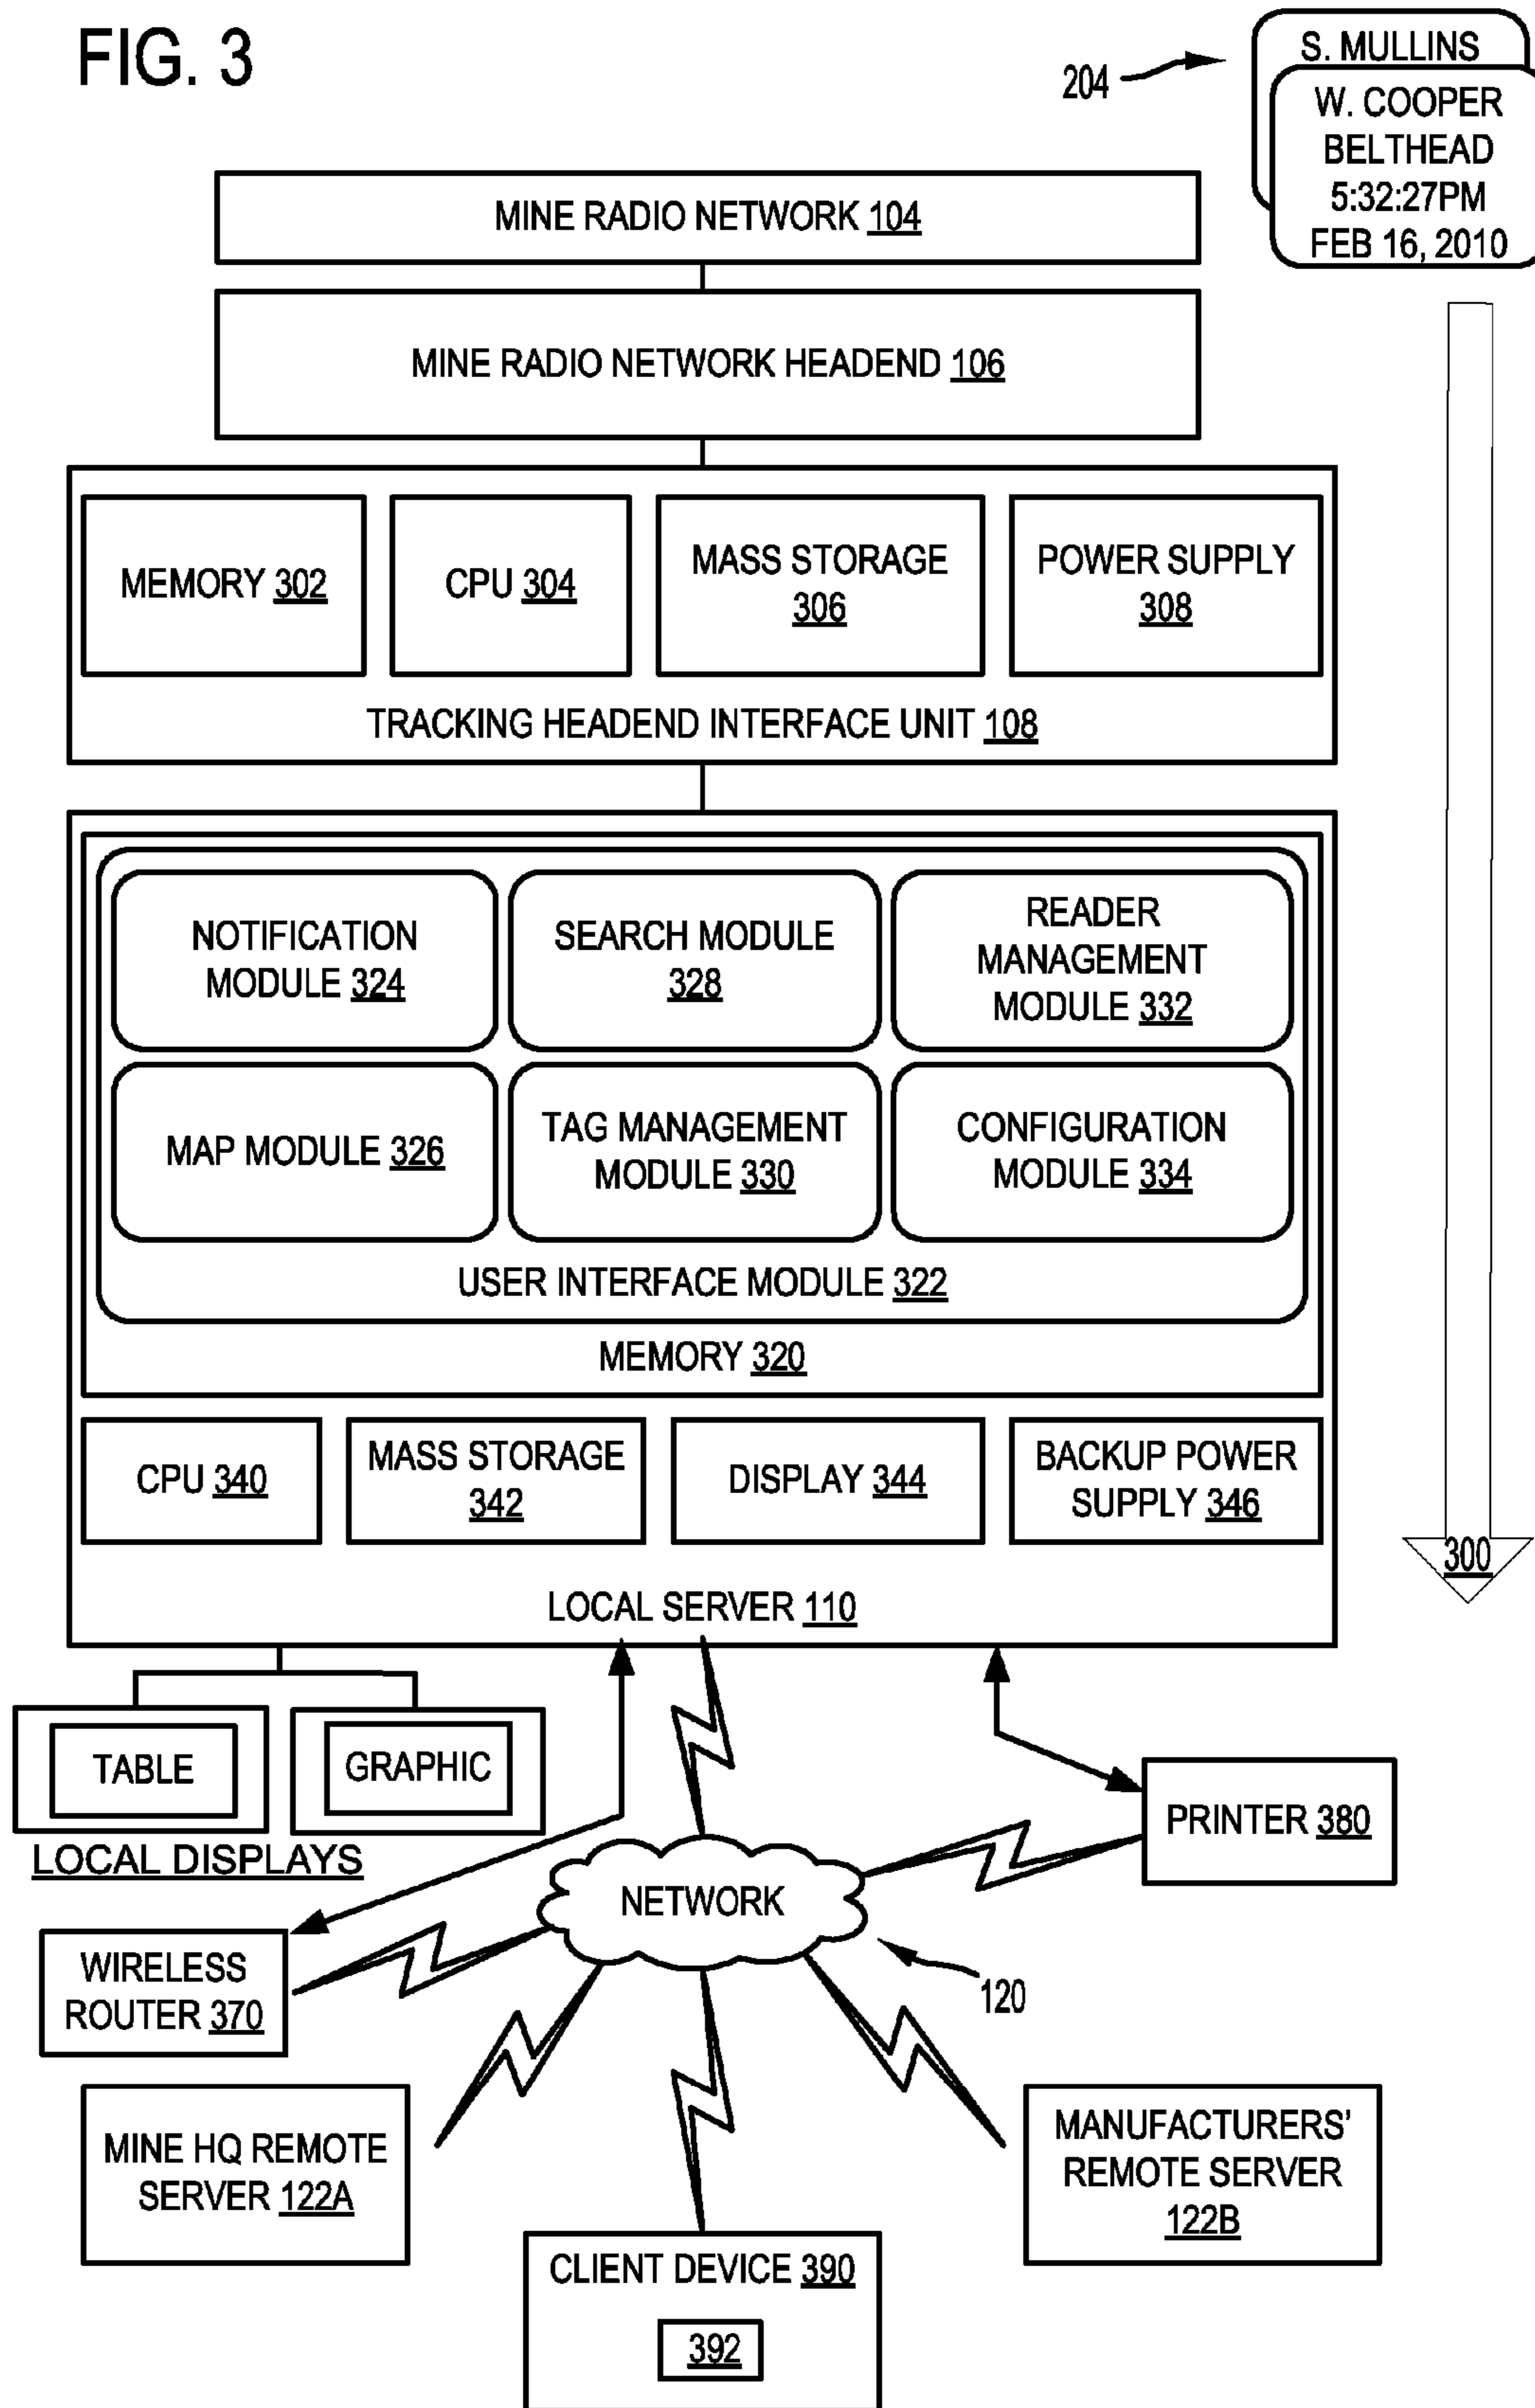 FIG. 3
204
S. MULLINS
W. COOPER
BELTHEAD
5:32:27PM
FEB 16, 2010
MINE RADIO NETWORK 104
MINE RADIO NETWORK HEADEND 106
MEMORY 302
CPU 304
MASS STORAGE
306
POWER SUPPLY
308
TRACKING HEADEND INTERFACE UNIT 108
NOTIFICATION
MODULE 324
SEARCH MODULE
328
READER
MANAGEMENT
MODULE 332
MAP MODULE 326
TAG MANAGEMENT
MODULE 330
CONFIGURATION
MODULE 334
USER INTERFACE MODULE 322
MEMORY 320
CPU 340
MASS STORAGE
342
DISPLAY 344
BACKUP POWER
SUPPLY 346
300
LOCAL SERVER 110
TABLE
GRAPHIC
LOCAL DISPLAYS
PRINTER 380
NETWORK
120
WIRELESS
ROUTER 370
MINE HQ REMOTE
SERVER 122A
MANUFACTURERS’
REMOTE SERVER
122B
CLIENT DEVICE 390
392